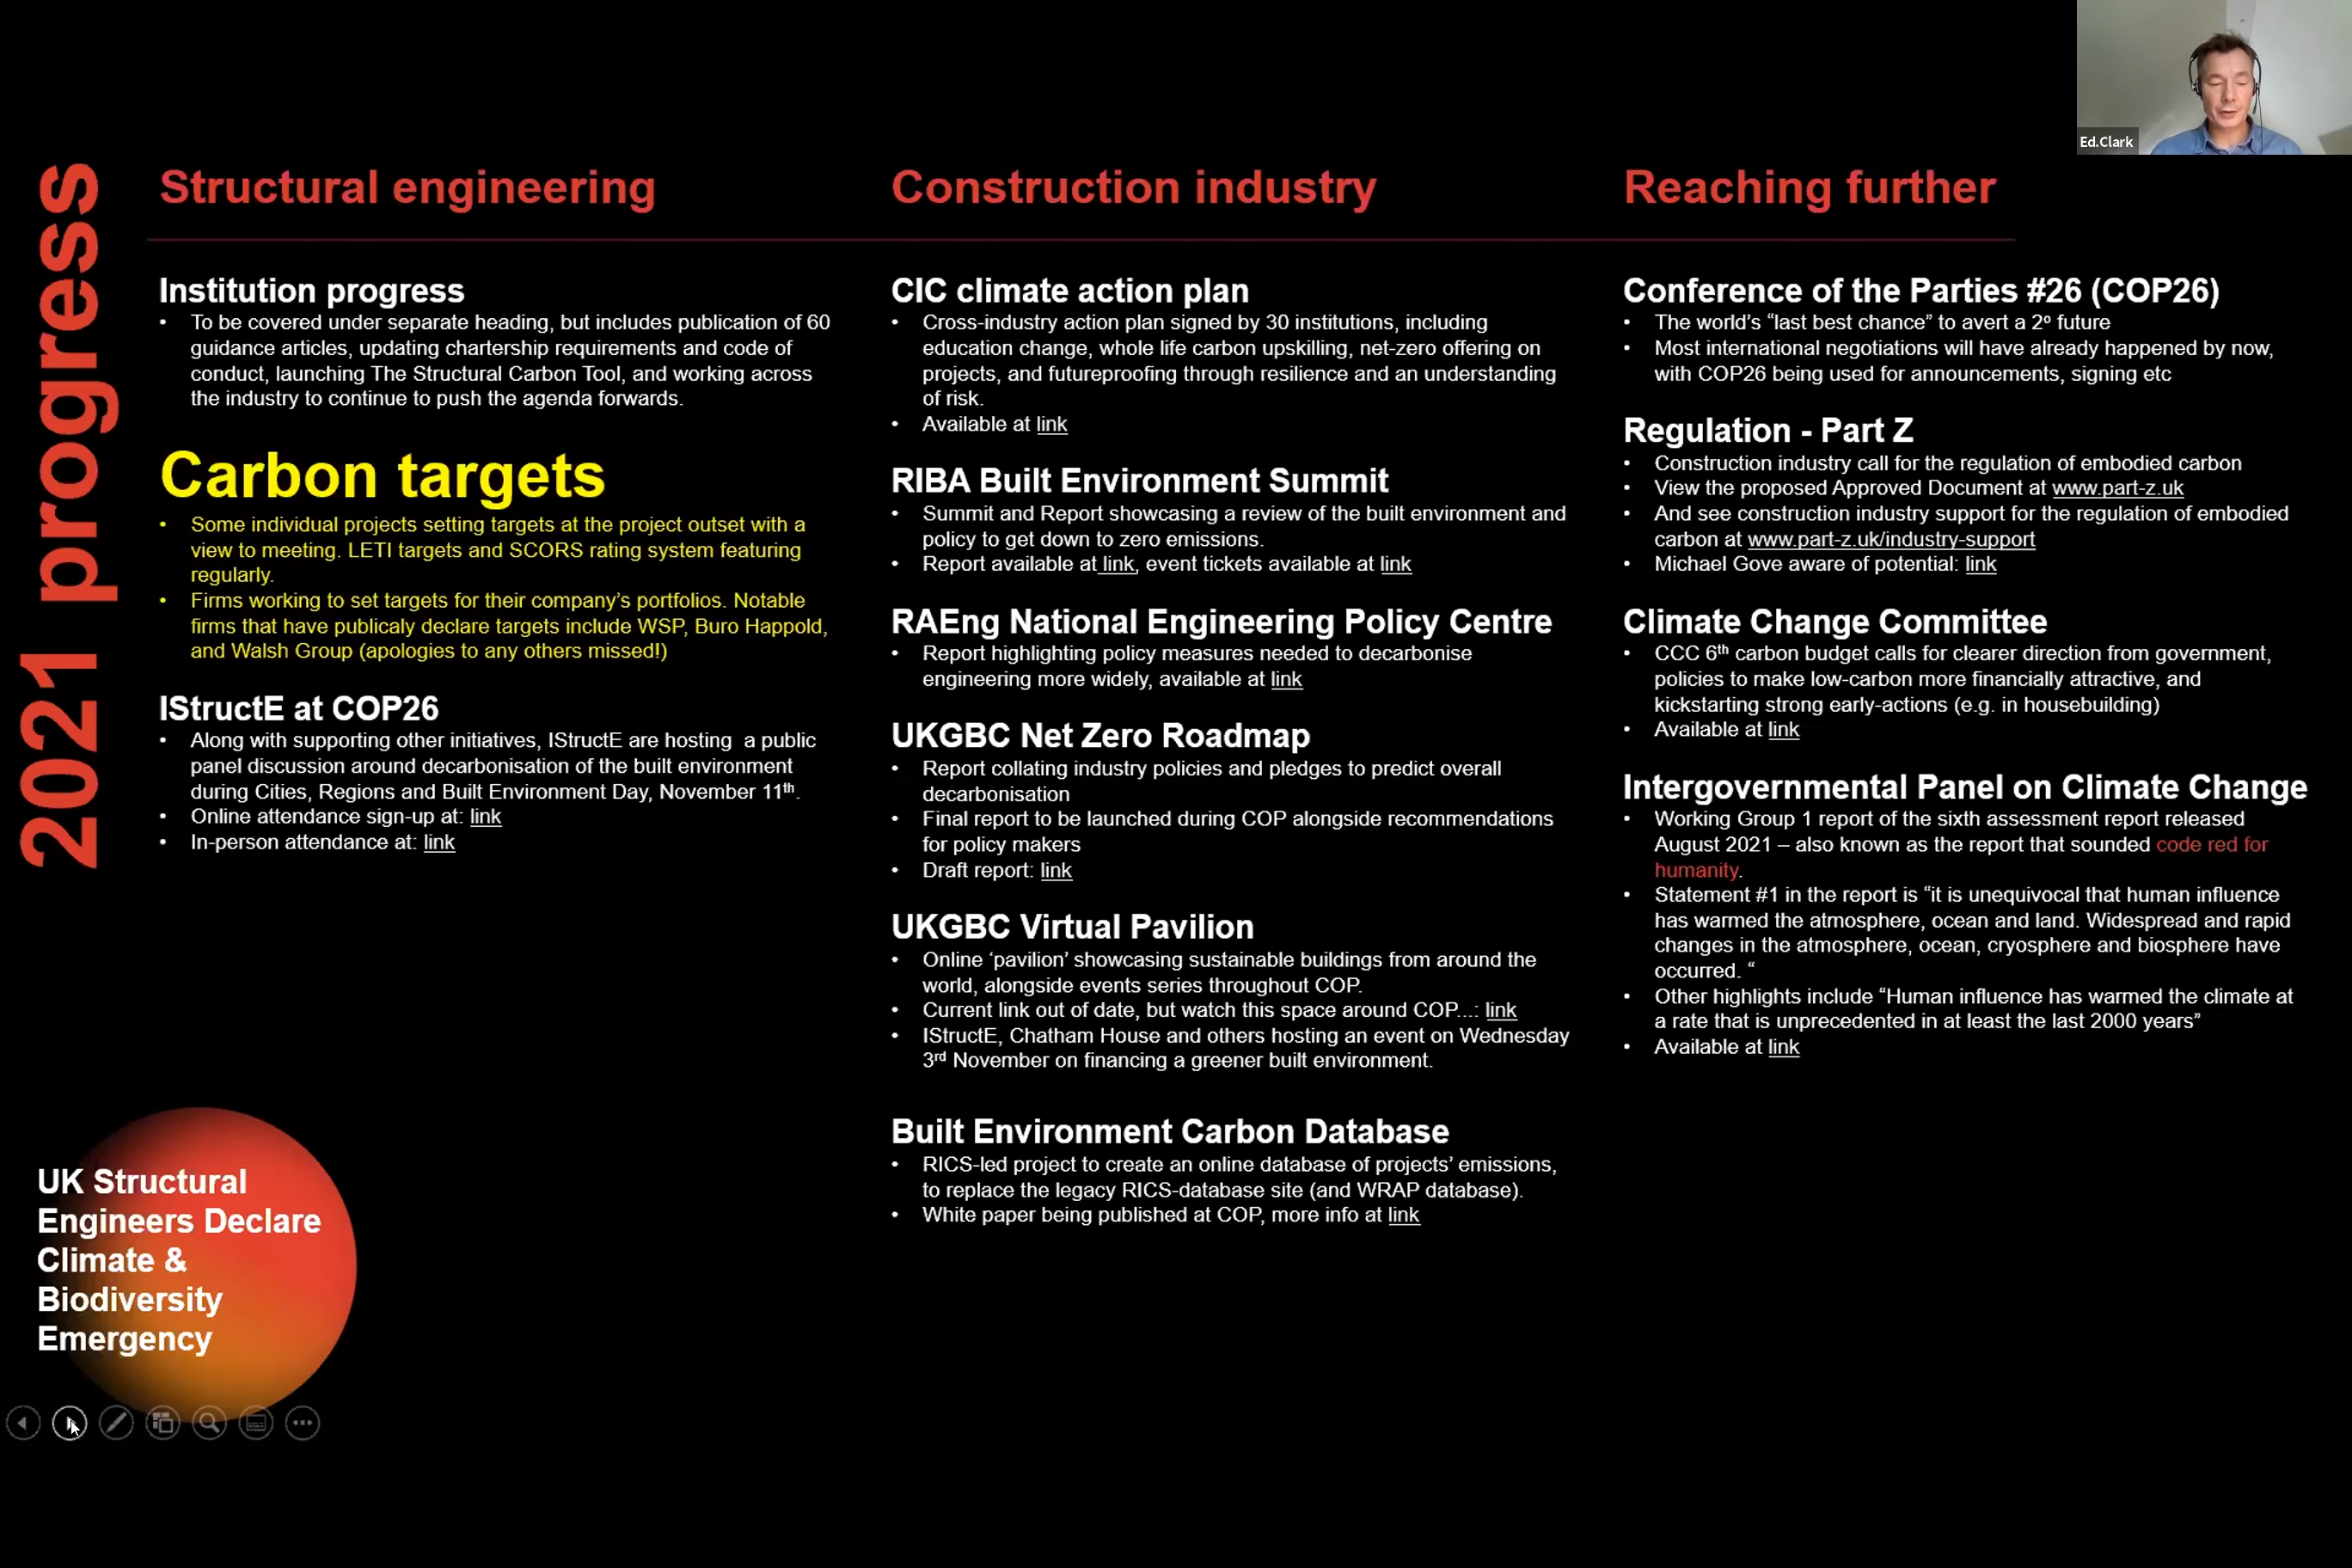 Ed.Clark
2021 progress
Structural engineering
Institution progress
• To be covered under separate heading, but includes publication of 60
guidance articles, updating chartership requirements and code of
conduct, launching The Structural Carbon Tool, and working across
the industry to continue to push the agenda forwards.
Carbon targets
• Some individual projects setting targets at the project outset with a
view to meeting. LETI targets and SCORS rating system featuring
regularly.
• Firms working to set targets for their company’s portfolios. Notable
firms that have publicaly declare targets include WSP, Buro Happold,
and Walsh Group (apologies to any others missed!)
IStructE at COP26
• Along with supporting other initiatives, IStructE are hosting a public
panel discussion around decarbonisation of the built environment
during Cities, Regions and Built Environment Day, November 11th.
• Online attendance sign-up at: link
• In-person attendance at: link
Construction industry
CIC climate action plan
• Cross-industry action plan signed by 30 institutions, including
education change, whole life carbon upskilling, net-zero offering on
projects, and futureproofing through resilience and an understanding
of risk.
• Available at link
RIBA Built Environment Summit
• Summit and Report showcasing a review of the built environment and
policy to get down to zero emissions.
• Report available at link, event tickets available at link
RAEng National Engineering Policy Centre
• Report highlighting policy measures needed to decarbonise
engineering more widely, available at link
UKGBC Net Zero Roadmap
• Report collating industry policies and pledges to predict overall
decarbonisation
• Final report to be launched during COP alongside recommendations
for policy makers
• Draft report: link
UKGBC Virtual Pavilion
• Online ‘pavilion’ showcasing sustainable buildings from around the
world, alongside events series throughout COP.
• Current link out of date, but watch this space around COP...: link
• IStructE, Chatham House and others hosting an event on Wednesday
3rd November on financing a greener built environment.
Built Environment Carbon Database
• RICS-led project to create an online database of projects’ emissions,
to replace the legacy RICS-database site (and WRAP database).
• White paper being published at COP, more info at link
Reaching further
Conference of the Parties #26 (COP26)
• The world’s “last best chance” to avert a 2º future
• Most international negotiations will have already happened by now,
with COP26 being used for announcements, signing etc
Regulation - Part Z
• Construction industry call for the regulation of embodied carbon
• View the proposed Approved Document at www.part-z.uk
• And see construction industry support for the regulation of embodied
carbon at www.part-z.uk/industry-support
• Michael Gove aware of potential: link
Climate Change Committee
• CCC 6th carbon budget calls for clearer direction from government,
policies to make low-carbon more financially attractive, and
kickstarting strong early-actions (e.g. in housebuilding)
• Available at link
Intergovernmental Panel on Climate Change
• Working Group 1 report of the sixth assessment report released
August 2021 – also known as the report that sounded code red for
humanity.
• Statement #1 in the report is “it is unequivocal that human influence
has warmed the atmosphere, ocean and land. Widespread and rapid
changes in the atmosphere, ocean, cryosphere and biosphere have
occurred. “
• Other highlights include “Human influence has warmed the climate at
a rate that is unprecedented in at least the last 2000 years”
• Available at link
UK Structural
Engineers Declare
Climate &
Biodiversity
Emergency